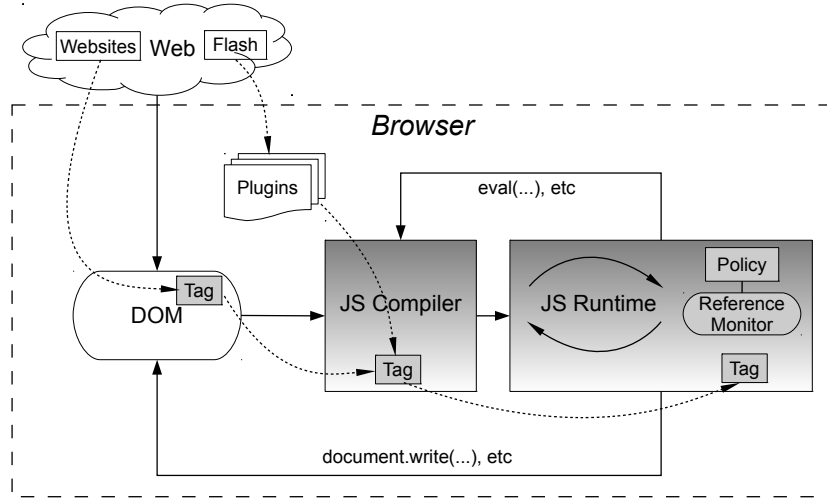 Websites
Web
Flash
Browser
Plugins
eval(...), etc
Tag
DOM
JS Compiler
JS Runtime
Policy
Reference
Monitor
Tag
Tag
document.write(...), etc